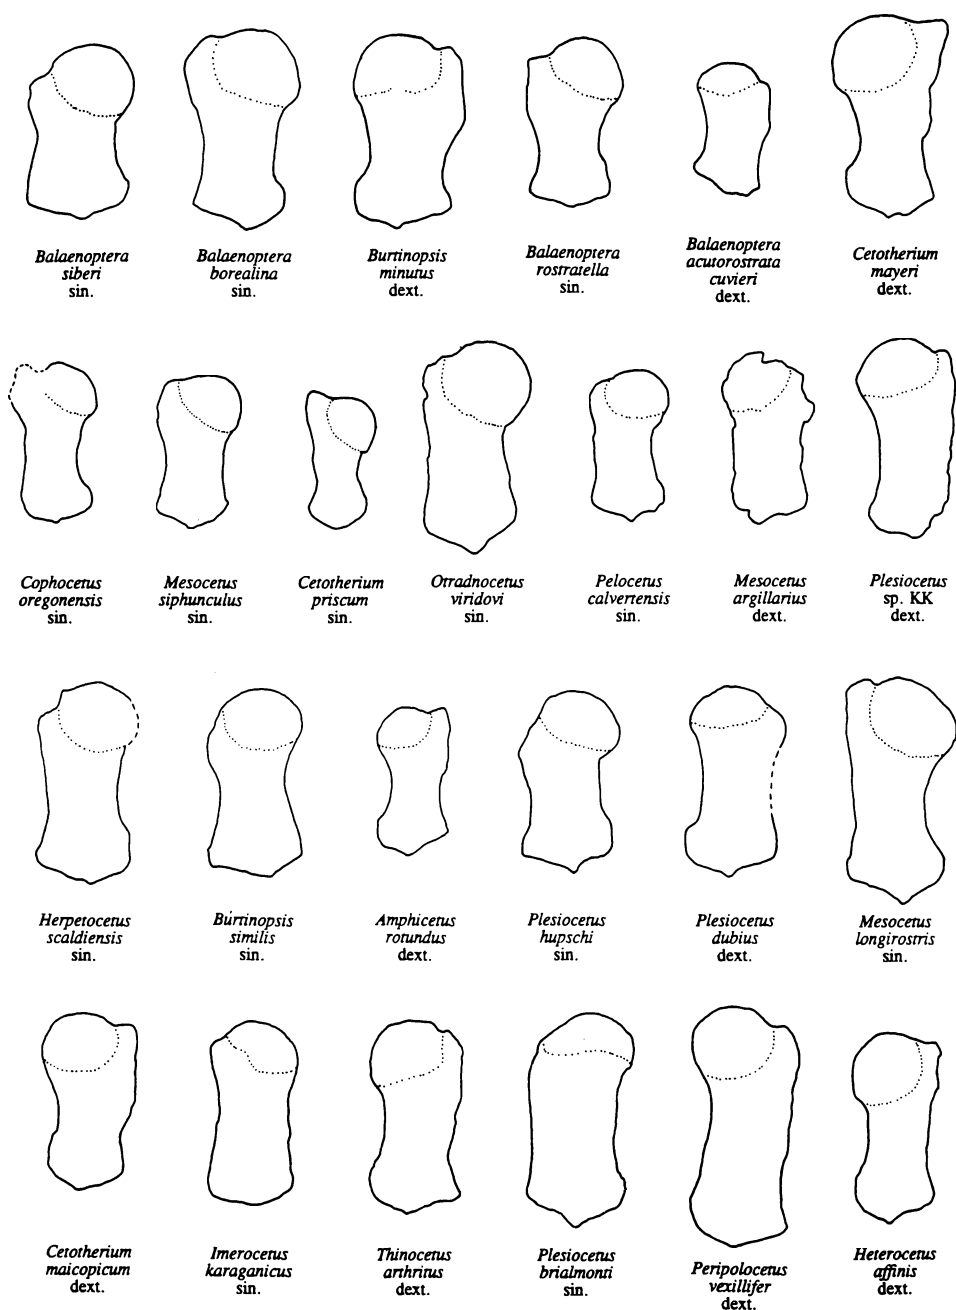 Balaenoptera
siberi
sin.
Balaenoptera
borealina
sin.
Burtinopsis
minutus
dext.
Balaenoptera
rostratella
sin.
Balaenoptera
acutorostrata
cuvieri
dext.
Cetotherium
mayeri
dext.
Cophocetus
oregonensis
sin.
Mesocetus
siphunculus
sin.
Cetotherium
priscum
sin.
Otradnocetus
viridovi
sin.
Pelocetus
calvertensis
sin.
Mesocetus
argillarius
dext.
Plesiocetus
sp. KK
dext.
Herpetocetus
scaldiensis
sin.
Burtinopsis
similis
sin.
Amphicetus
rotundus
dext.
Plesiocetus
hupschi
sin.
Plesiocetus
dubius
dext.
Mesocetus
longirostris
sin.
Cetotherium
maicopicum
dext.
Imerocetus
karaganicus
sin.
Thinocetus
arthritus
dext.
Plesiocetus
brialmonti
sin.
Peripolocetus
vexillifer
dext.
Heterocetus
affinis
dext.